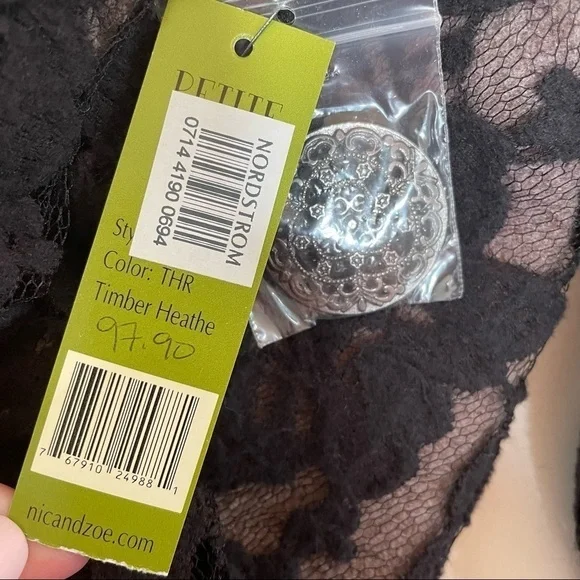 PETITE
NORDSTROM
0714 4190 0694
Color: THR
Timber Heathe
97.90
7 67910 24988 1
nicandzoe.com